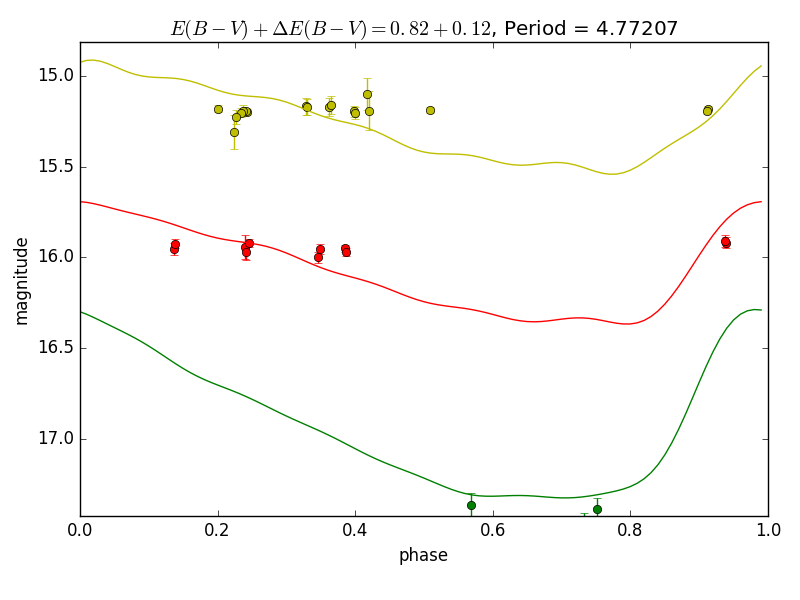 E(B − V) + ΔE(B − V) = 0.82 + 0.12, Period = 4.77207
15.0
15.5
16.0
16.5
17.0
magnitude
0.0 0.2 0.4 0.6 0.8 1.0
phase